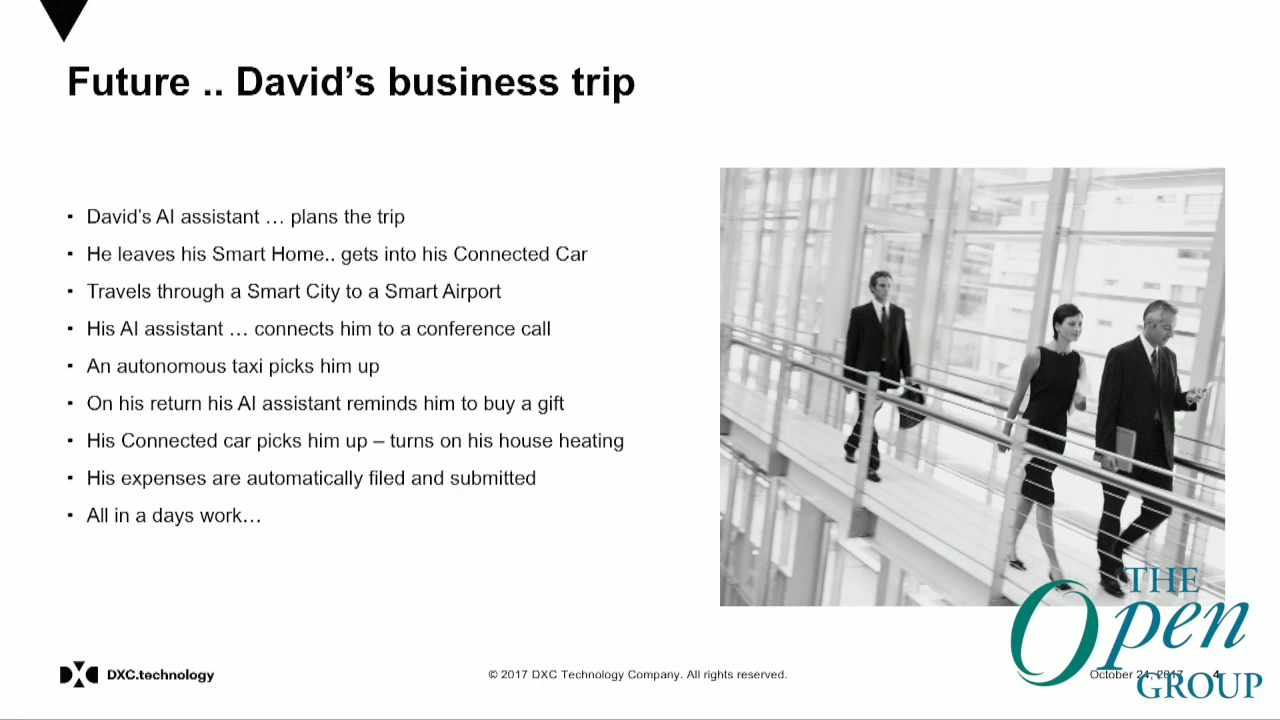 Future .. David’s business trip
▪ David’s AI assistant … plans the trip
▪ He leaves his Smart Home.. gets into his Connected Car
▪ Travels through a Smart City to a Smart Airport
▪ His AI assistant … connects him to a conference call
▪ An autonomous taxi picks him up
▪ On his return his AI assistant reminds him to buy a gift
▪ His Connected car picks him up – turns on his house heating
▪ His expenses are automatically filed and submitted
▪ All in a days work…
DXC.technology
© 2017 DXC Technology Company. All rights reserved.
October 24, 2017
4
THE
Open
GROUP